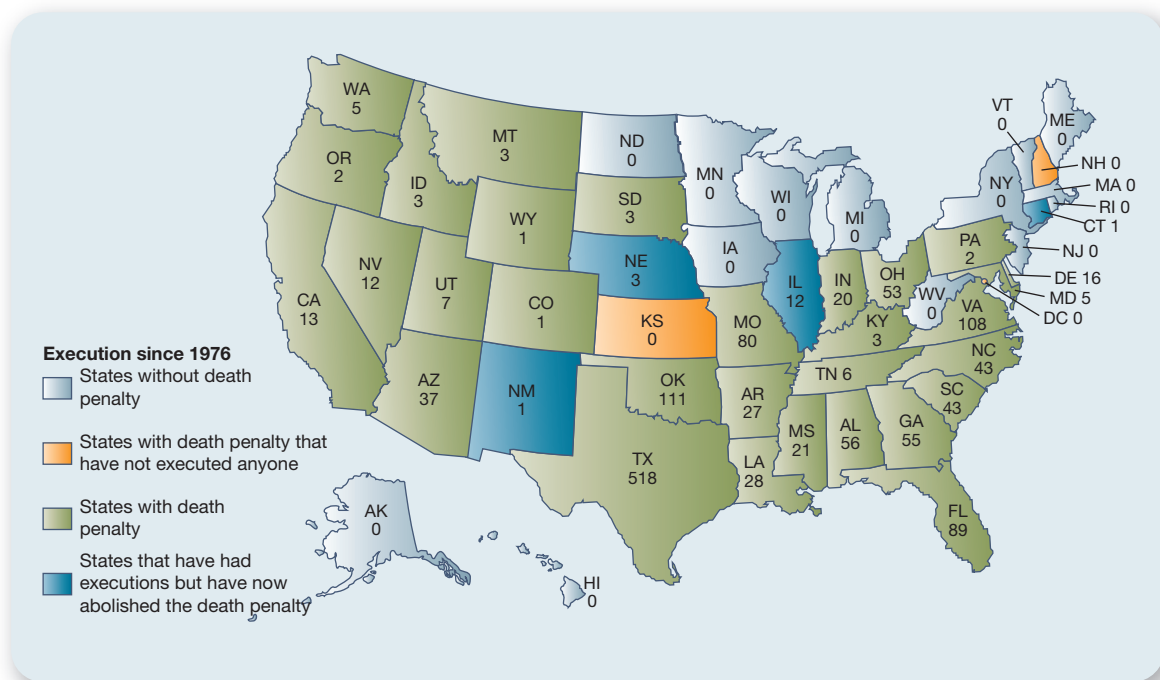 WA
5
OR
2
CA
13
NV
12
ID
3
MT
3
WY
1
UT
7
AZ
37
CO
1
NM
1
ND
0
SD
3
NE
3
KS
0
OK
111
TX
518
MN
0
IA
0
MO
80
AR
27
LA
28
WI
0
IL
12
MI
0
IN
20
OH
53
KY
3
TN 6
MS
21
AL
56
GA
55
FL
89
SC
43
NC
43
VA
108
WV
0
PA
2
NY
0
VT
0
ME
0
NH 0
MA 0
RI 0
CT 1
NJ 0
DE 16
MD 5
DC 0
AK
0
HI
0
Execution since 1976
States without death
penalty
States with death penalty that
have not executed anyone
States with death
penalty
States that have had
executions but have now
abolished the death penalty